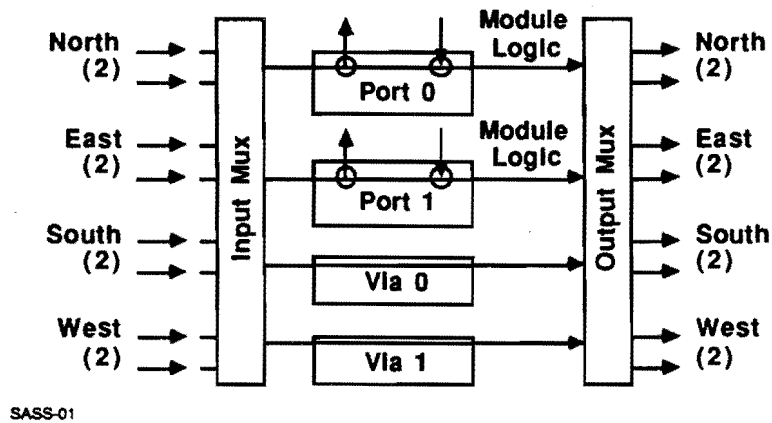 North
(2)
East
(2)
South
(2)
West
(2)
Input Mux
Module
Logic
Port 0
Module
Logic
Port 1
Via 0
Via 1
Output Mux
North
(2)
East
(2)
South
(2)
West
(2)
SASS-01